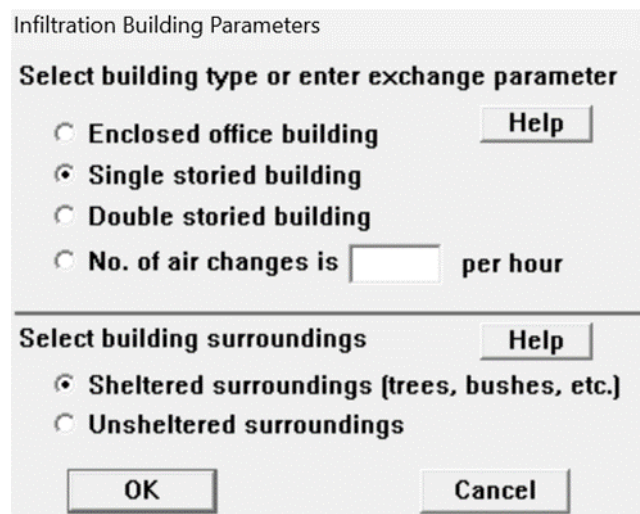 Infiltration Building Parameters
Select building type or enter exchange parameter
Help
Enclosed office building
Single storied building
Double storied building
No. of air changes is per hour
Select building surroundings Help
Sheltered surroundings (trees, bushes, etc.)
Unsheltered surroundings
OK Cancel